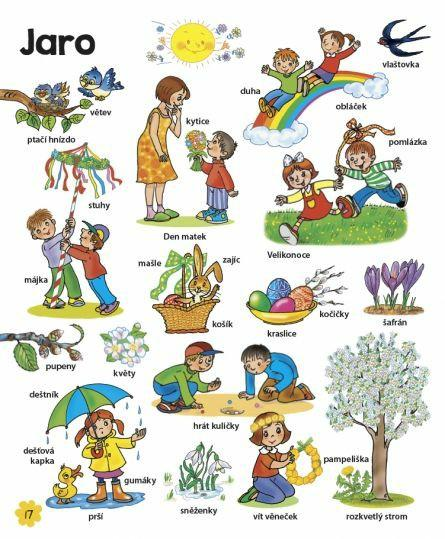 Jaro
vlaštovka
duha
obláček
větev
ptačí hnízdo
kytice
pomlázka
stuhy
Den matek
Velikonoce
májka
mašle
zajíc
košík
kočičky
kraslice
šafrán
pupeny
květy
deštník
hrát kuličky
dešťová
kapka
gumáky
prší
sněženky
vít věneček
pampeliška
rozkvetlý strom
17